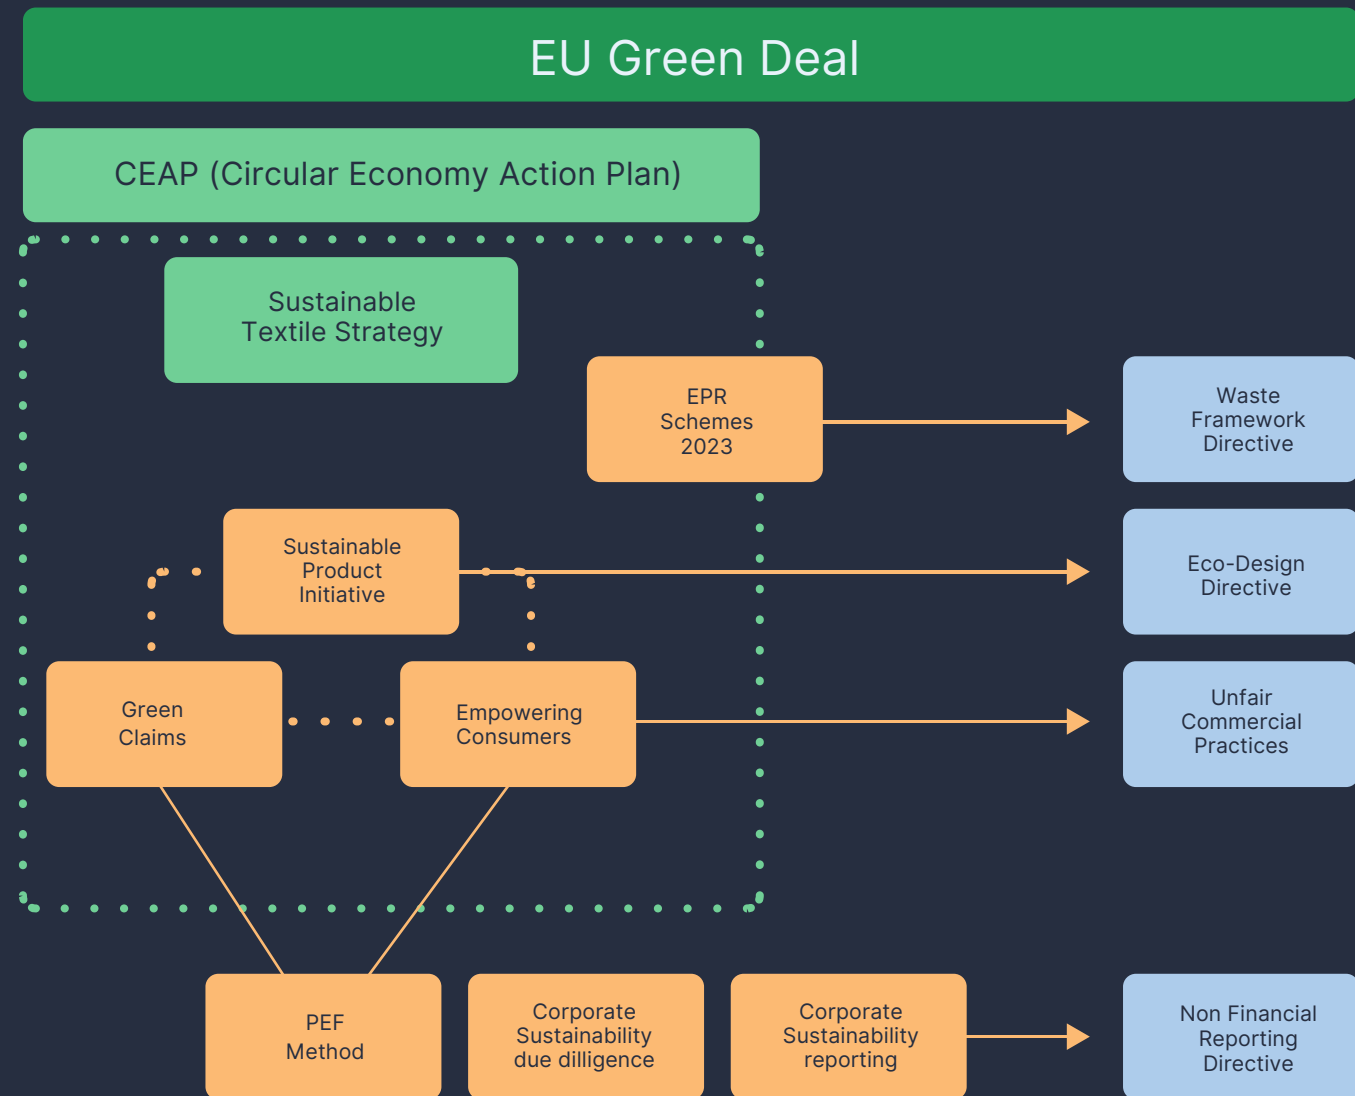 EU Green Deal
CEAP (Circular Economy Action Plan)
Sustainable
Textile Strategy
EPR
Schemes
2023
Waste
Framework
Directive
Sustainable
Product
Initiative
Eco-Design
Directive
Green
Claims
Empowering
Consumers
Unfair
Commercial
Practices
PEF
Method
Corporate
Sustainability
due dilligence
Corporate
Sustainability
reporting
Non Financial
Reporting
Directive